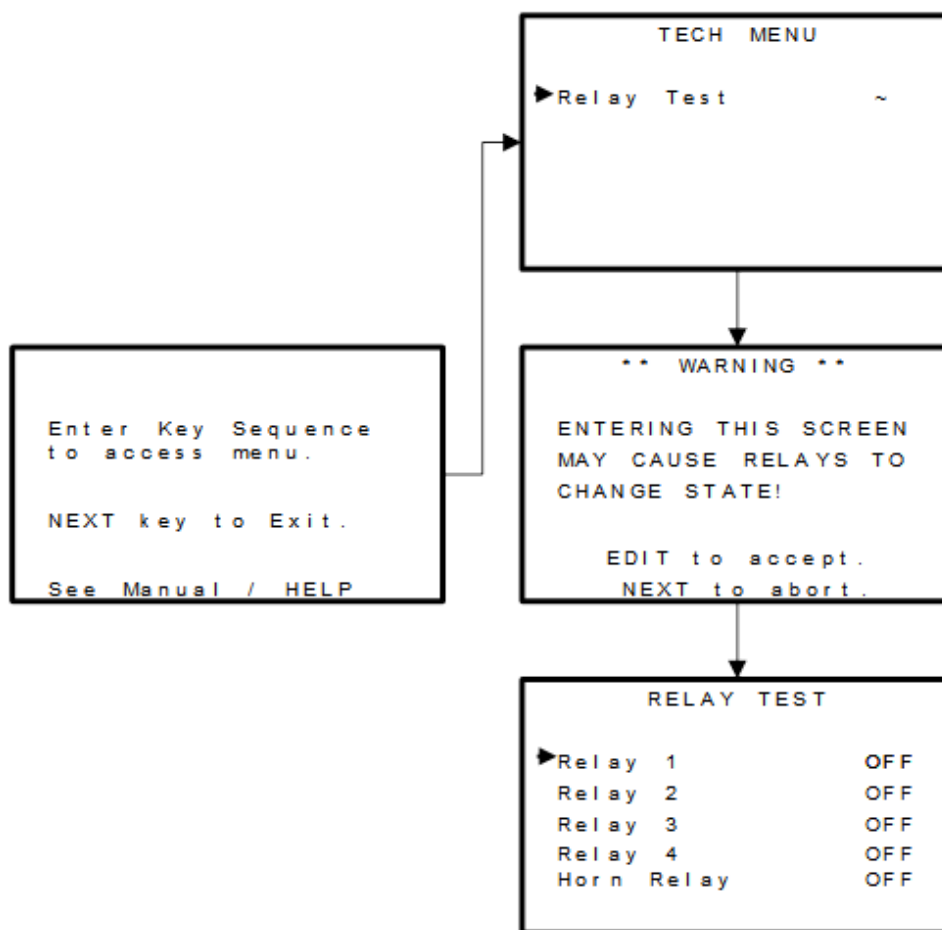 TECH MENU
Relay Test ~
Enter Key Sequence
to access menu.
NEXT key to Exit.
See Manual / HELP
** WARNING **
ENTERING THIS SCREEN
MAY CAUSE RELAYS TO
CHANGE STATE!
EDIT to accept.
NEXT to abort.
RELAY TEST
Relay 1 OFF
Relay 2 OFF
Relay 3 OFF
Relay 4 OFF
Horn Relay OFF